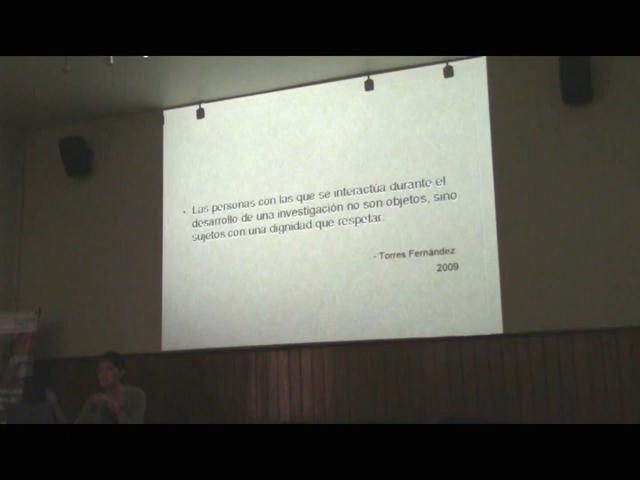 • Las personas con las que se interactúa durante el
desarrollo de una investigación no son objetos, sino
sujetos con una dignidad que respetar.
- Torres Fernández
2009